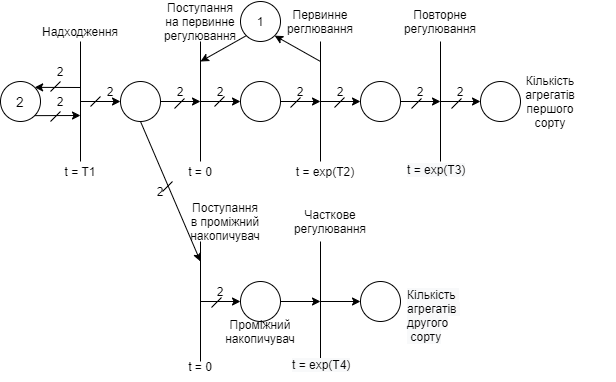 Поступання
на первинне
регулювання
1
Первинне
реглювання
Повторне
регулювання
Надходження
2
2
2
2
2
2
2
2
2
2
Кількість
агрегатів
першого
сорту
t = T1
t = 0
t = exp(T2)
t = exp(T3)
2
Поступання
в проміжний
накопичувач
Часткове
регулювання
2
Проміжний
накопичувач
Кількість
агрегатів
другого
сорту
t = 0
t = exp(T4)